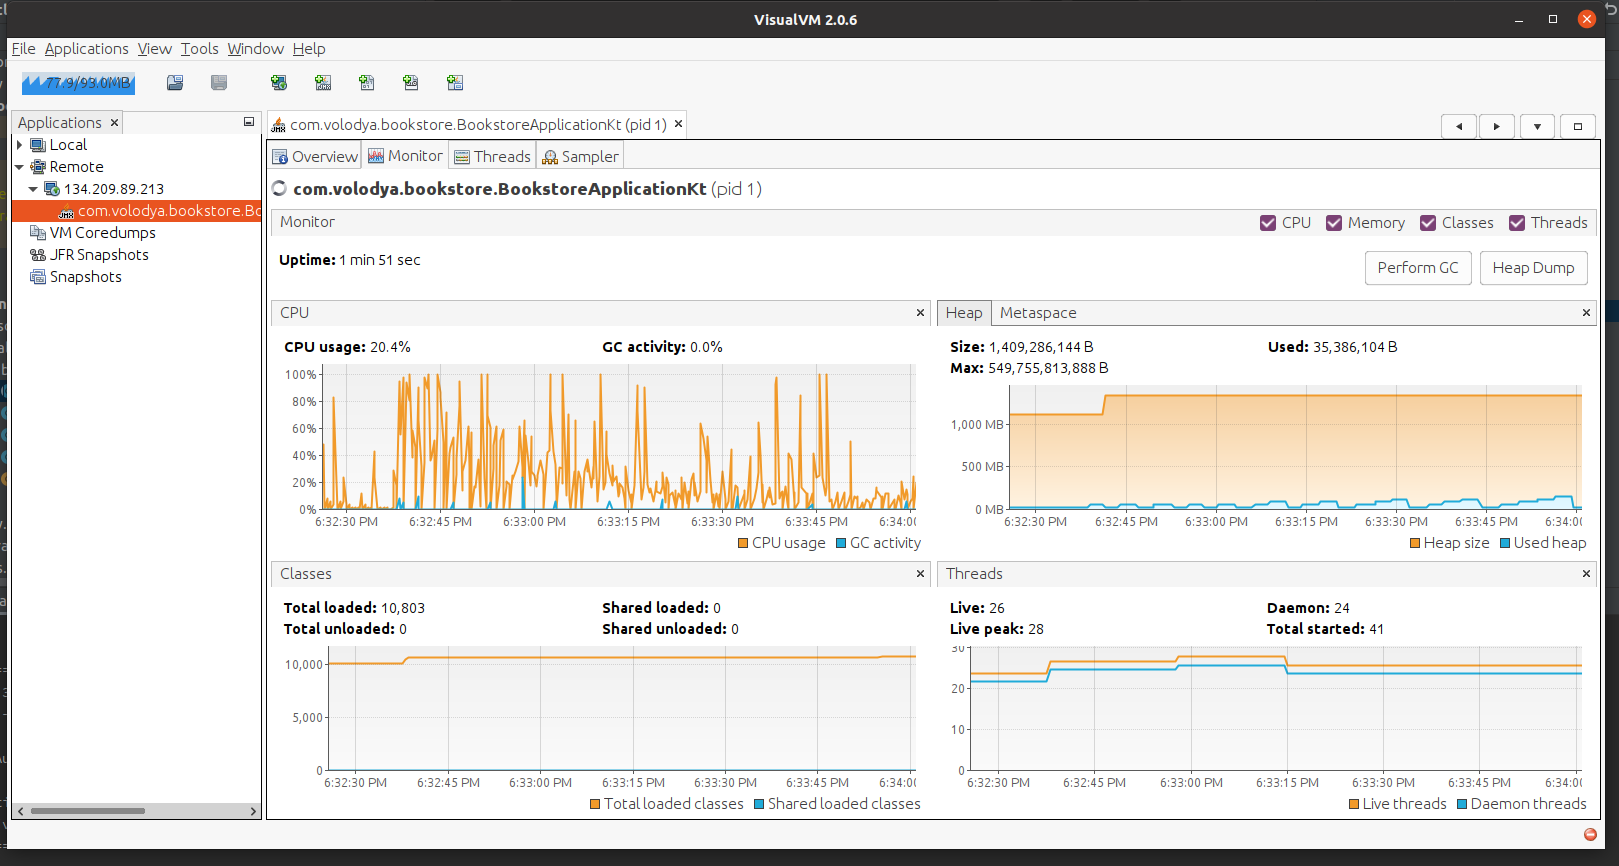 VisualVM 2.0.6
File Applications View Tools Window Help
77.9/93.0MB
Applications
com.volodya.bookstore.BookstoreApplicationKt (pid 1)
Local
Remote
134.209.89.213
com.volodya.bookstore.Bo
VM Coredumps
JFR Snapshots
Snapshots
Overview Monitor Threads Sampler
com.volodya.bookstore.BookstoreApplicationKt (pid 1)
Monitor
CPU Memory Classes Threads
Uptime: 1 min 51 sec
Perform GC Heap Dump
CPU
CPU usage: 20.4% GC activity: 0.0%
100%
80%
60%
40%
20%
0%
6:32:30 PM 6:32:45 PM 6:33:00 PM 6:33:15 PM 6:33:30 PM 6:33:45 PM 6:34:00
CPU usage GC activity
Heap Metaspace
Size: 1,409,286,144 B Used: 35,386,104 B
Max: 549,755,813,888 B
1,000 MB
500 MB
0 MB
6:32:30 PM 6:32:45 PM 6:33:00 PM 6:33:15 PM 6:33:30 PM 6:33:45 PM 6:34:00
Heap size Used heap
Classes
Total loaded: 10,803 Shared loaded: 0
Total unloaded: 0 Shared unloaded: 0
10,000
5,000
0
6:32:30 PM 6:32:45 PM 6:33:00 PM 6:33:15 PM 6:33:30 PM 6:33:45 PM 6:34:00
Total loaded classes Shared loaded classes
Threads
Live: 26 Daemon: 24
Live peak: 28 Total started: 41
30
20
10
0
6:32:30 PM 6:32:45 PM 6:33:00 PM 6:33:15 PM 6:33:30 PM 6:33:45 PM 6:34:00
Live threads Daemon threads